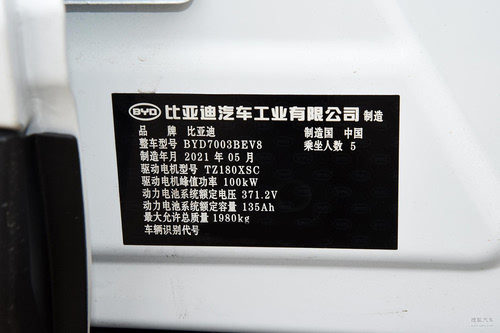 BYD 比亚迪汽车工业有限公司 制造
品 牌 比亚迪 制造国 中国
整车型号 BYD7003BEV8 乘坐人数 5
制造年月 2021 年 05 月
驱动电机型号 TZ180XSC
驱动电机峰值功率 100kW
动力电池系统额定电压 371.2V
动力电池系统额定容量 135Ah
最大允许总质量 1980kg
车辆识别代号
搜狐汽车